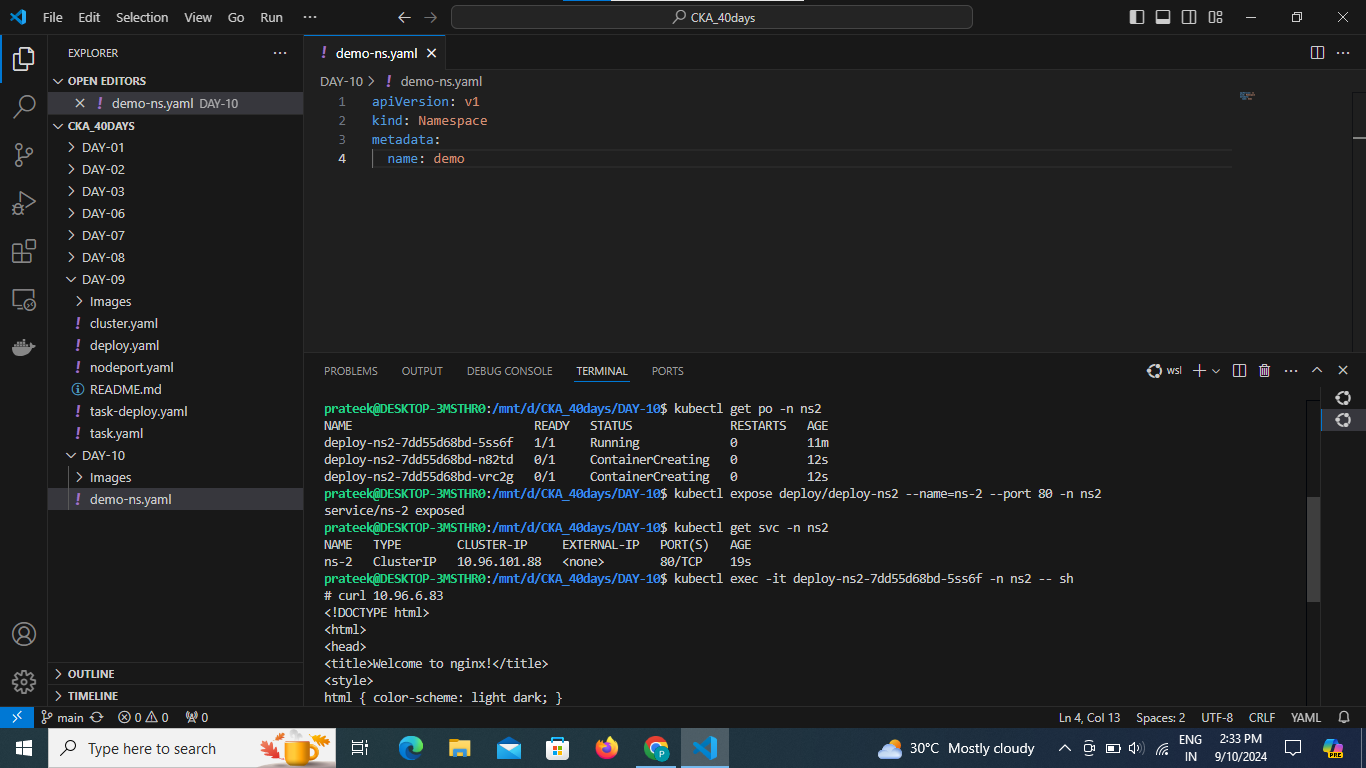 File Edit Selection View Go Run ···
CKA_40days
EXPLORER
OPEN EDITORS
demo-ns.yaml DAY-10
CKA_40DAYS
DAY-01
DAY-02
DAY-03
DAY-06
DAY-07
DAY-08
DAY-09
Images
cluster.yaml
deploy.yaml
nodeport.yaml
README.md
task-deploy.yaml
task.yaml
DAY-10
Images
demo-ns.yaml
OUTLINE
TIMELINE
demo-ns.yaml
DAY-10 > demo-ns.yaml
1 apiVersion: v1
2 kind: Namespace
3 metadata:
4 name: demo
PROBLEMS OUTPUT DEBUG CONSOLE TERMINAL PORTS
wsl
prateek@DESKTOP-3MSTHR0:/mnt/d/CKA_40days/DAY-10$ kubectl get po -n ns2
NAME READY STATUS RESTARTS AGE
deploy-ns2-7dd55d68bd-5ss6f 1/1 Running 0 11m
deploy-ns2-7dd55d68bd-n82td 0/1 ContainerCreating 0 12s
deploy-ns2-7dd55d68bd-vrc2g 0/1 ContainerCreating 0 12s
prateek@DESKTOP-3MSTHR0:/mnt/d/CKA_40days/DAY-10$ kubectl expose deploy/deploy-ns2 --name=ns-2 --port 80 -n ns2
service/ns-2 exposed
prateek@DESKTOP-3MSTHR0:/mnt/d/CKA_40days/DAY-10$ kubectl get svc -n ns2
NAME TYPE CLUSTER-IP EXTERNAL-IP PORT(S) AGE
ns-2 ClusterIP 10.96.101.88 <none> 80/TCP 19s
prateek@DESKTOP-3MSTHR0:/mnt/d/CKA_40days/DAY-10$ kubectl exec -it deploy-ns2-7dd55d68bd-5ss6f -n ns2 -- sh
# curl 10.96.6.83
<!DOCTYPE html>
<html>
<head>
<title>Welcome to nginx!</title>
<style>
html { color-scheme: light dark; }
main 0 0 0 Ln 4, Col 13 Spaces: 2 UTF-8 CRLF YAML
Type here to search
30°C Mostly cloudy
ENG
IN
2:33 PM
9/10/2024
PRE